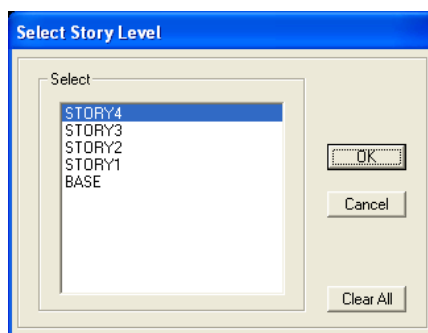 Select Story Level
Select
STORY4
STORY3
STORY2
STORY1
BASE
OK
Cancel
Clear All